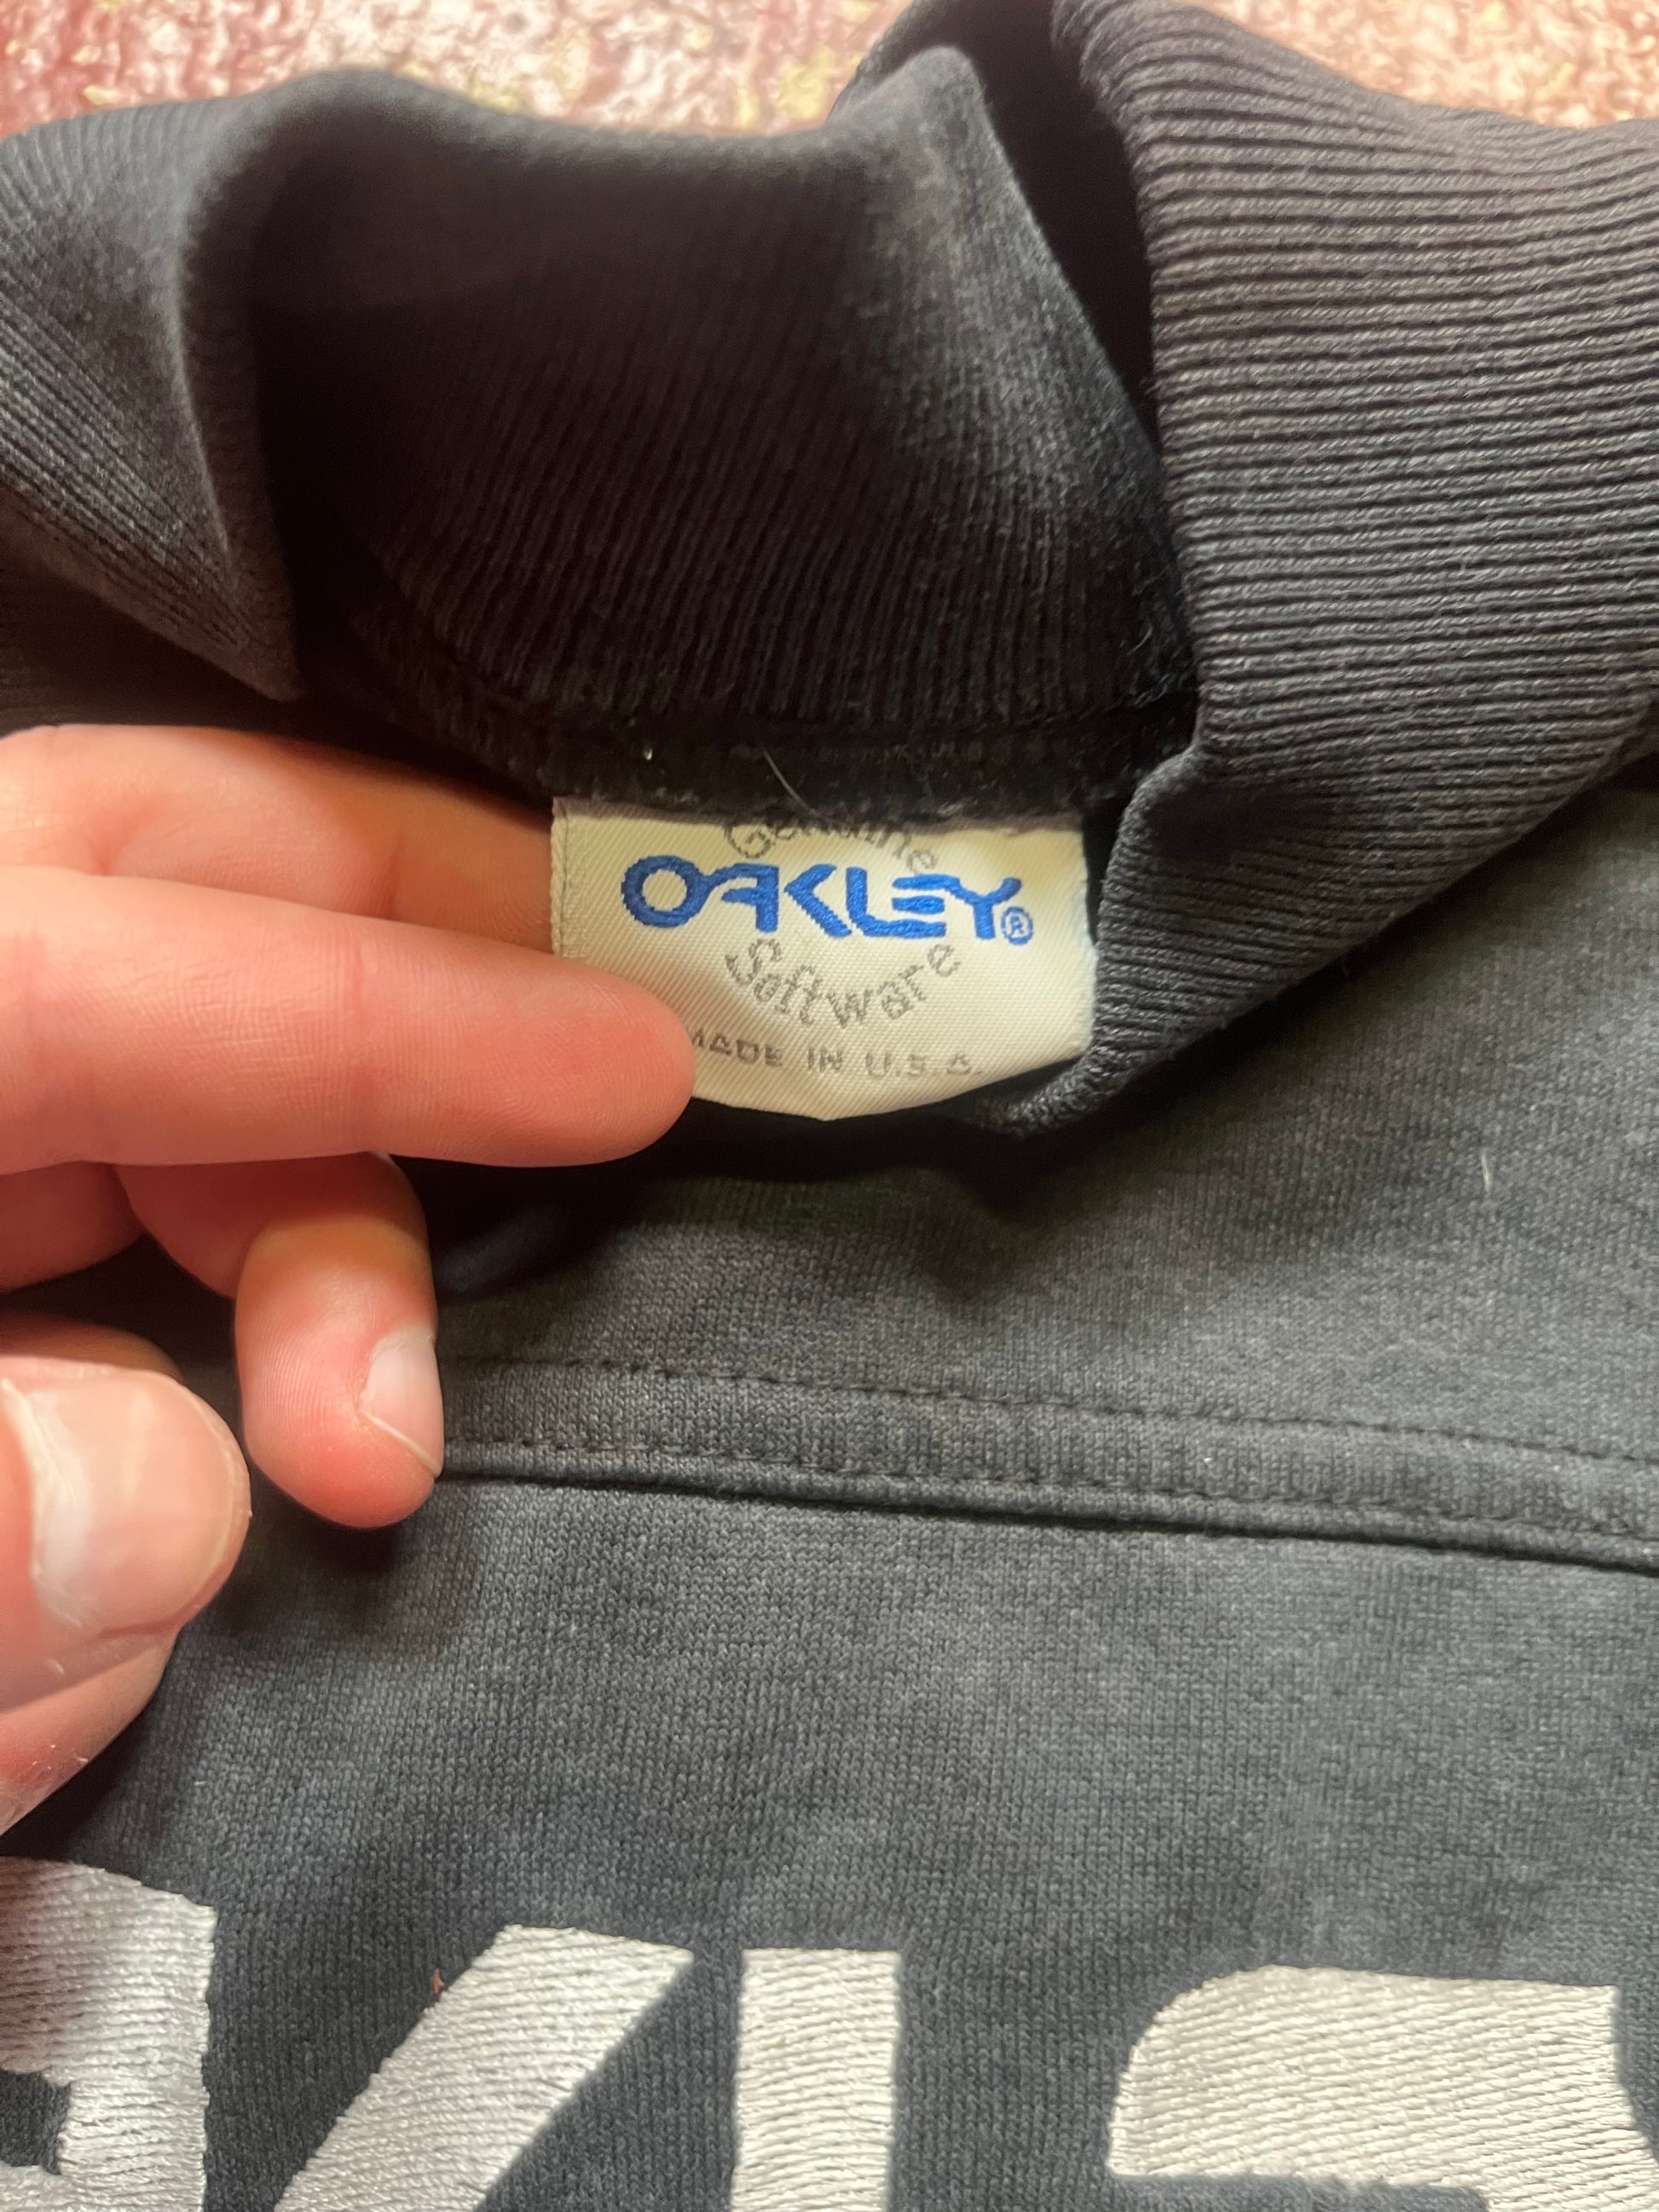 Genuine
OAKLEY®
Software
MADE IN U.S.A.